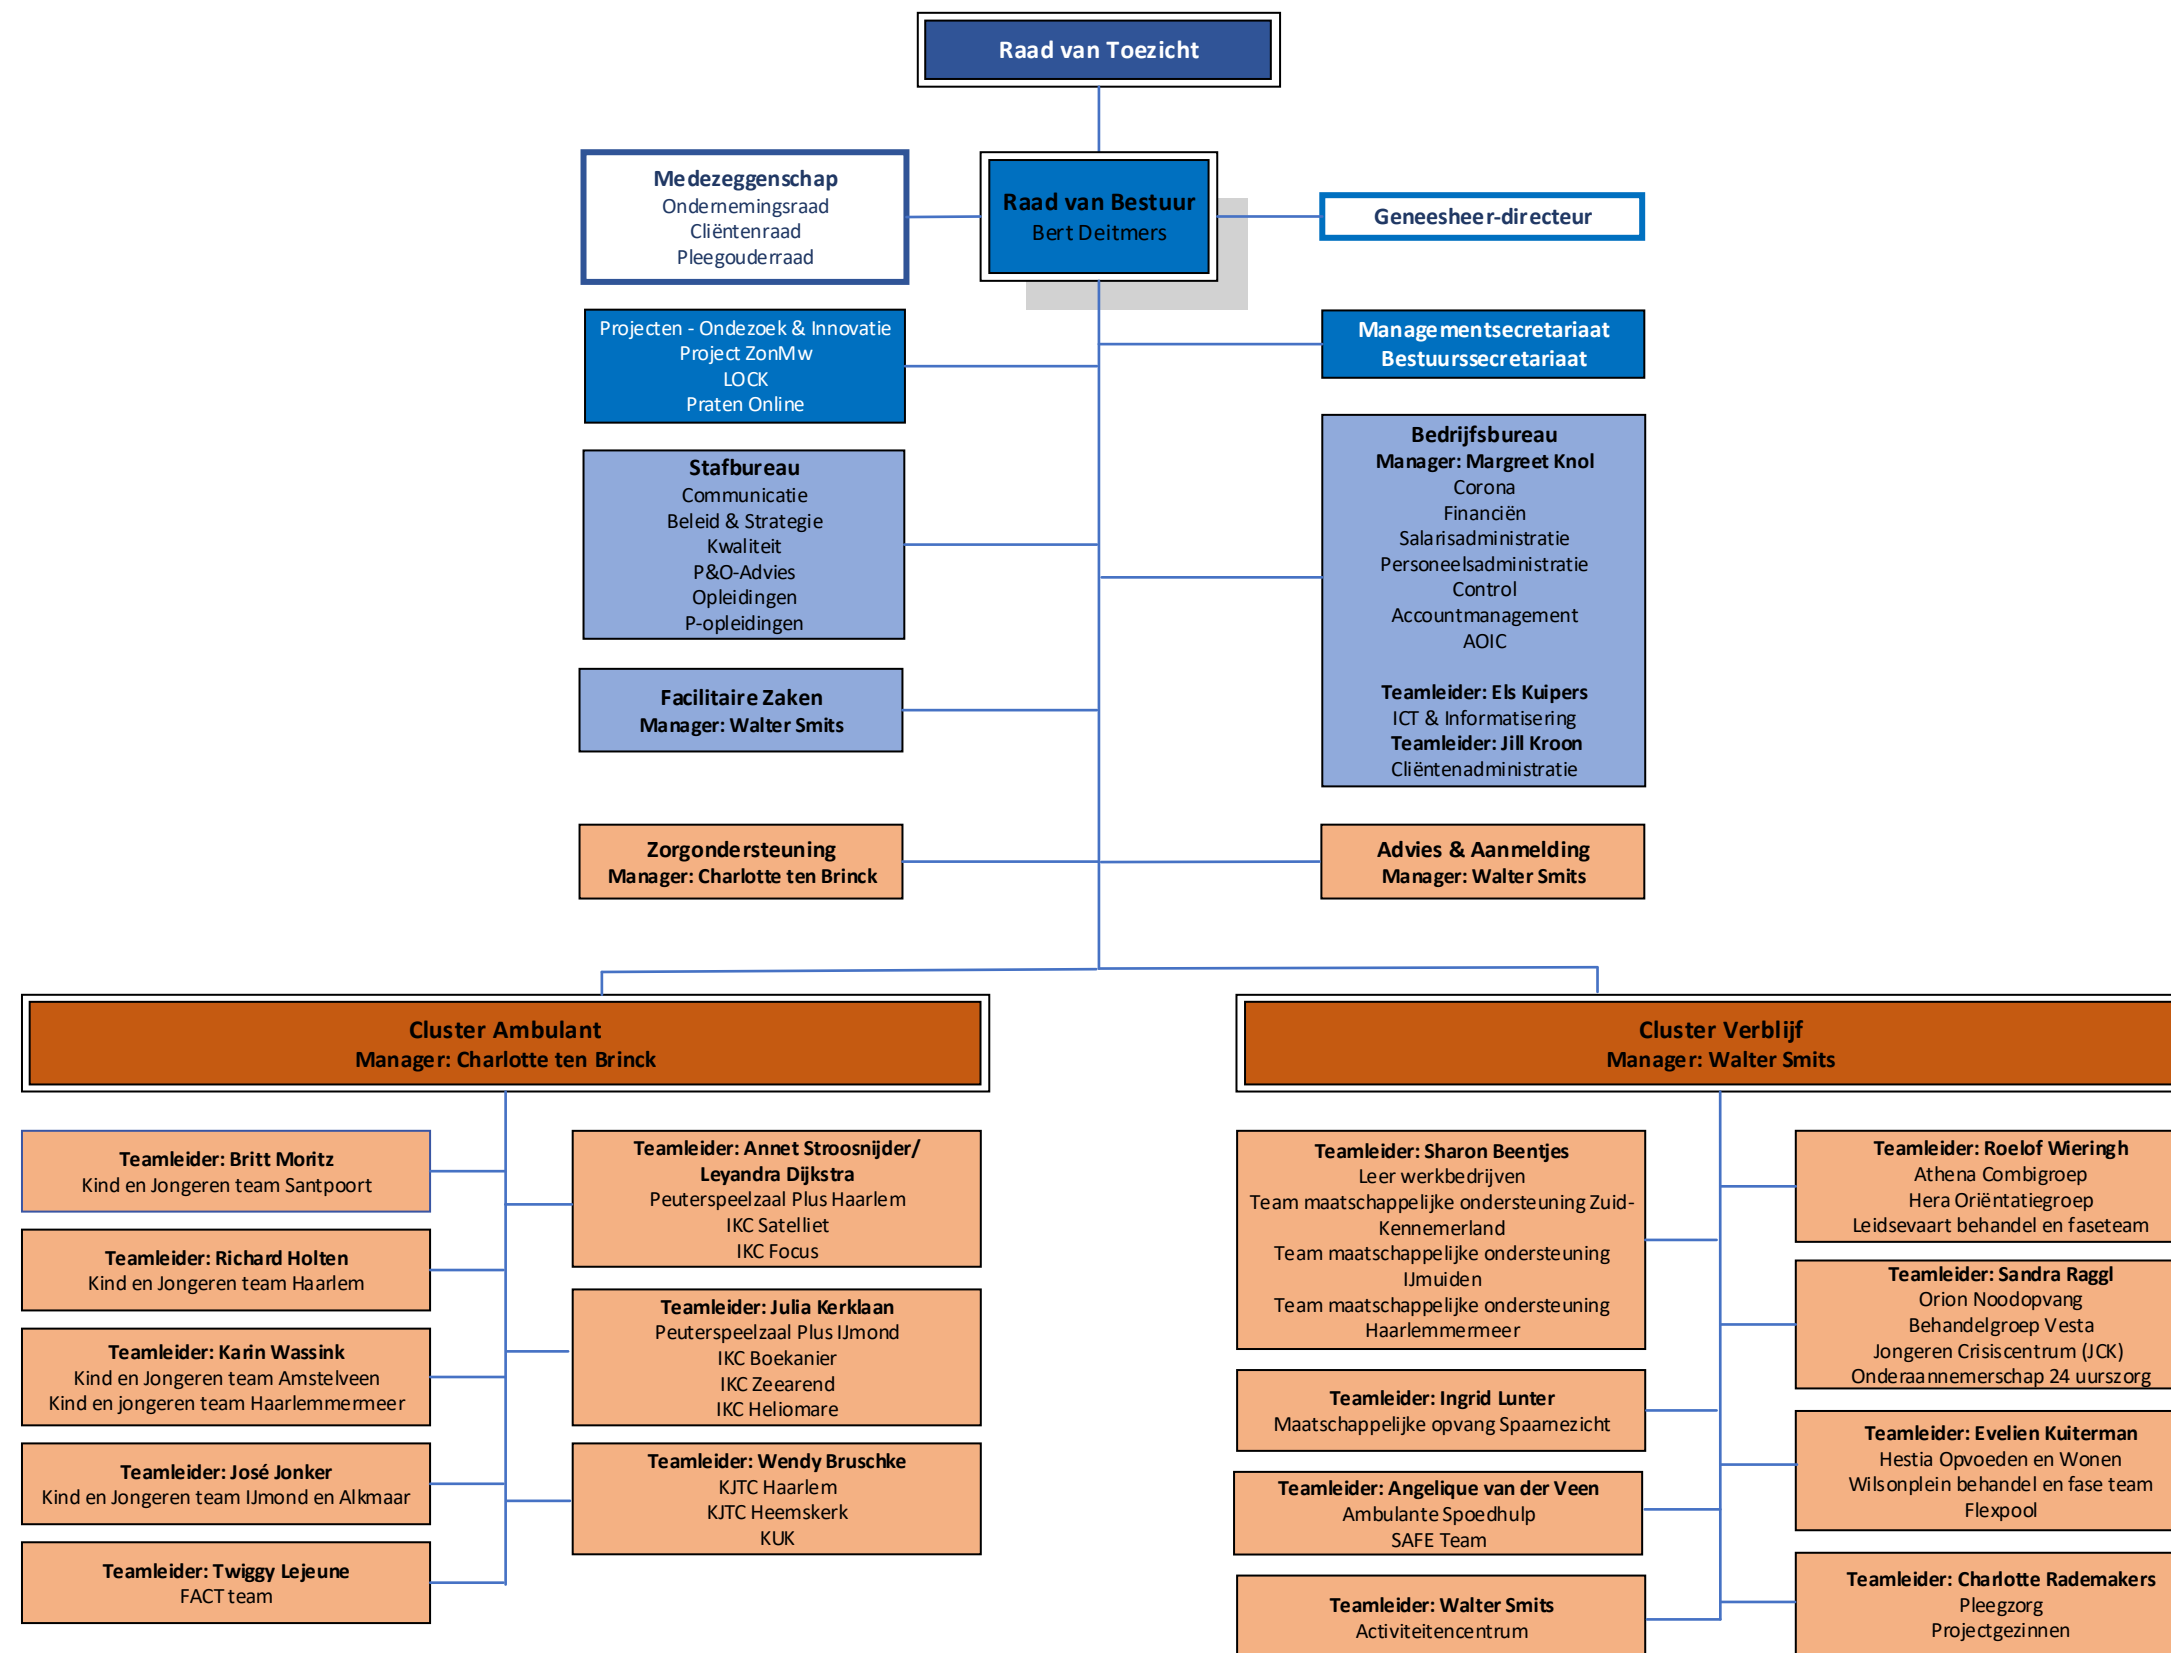 Raad van Toezicht
Medezeggenschap
Ondernemingsraad
Cliëntenraad
Pleegouderraad
Raad van Bestuur
Bert Deitmers
Geneesheer-directeur
Projecten - Ondezoek & Innovatie
Project ZonMw
LOCK
Praten Online
Managementsecretariaat
Bestuurssecretariaat
Stafbureau
Communicatie
Beleid & Strategie
Kwaliteit
P&O-Advies
Opleidingen
P-opleidingen
Bedrijfsbureau
Manager: Margreet Knol
Corona
Financiën
Salarisadministratie
Personeelsadministratie
Control
Accountmanagement
AOIC
Teamleider: Els Kuipers
ICT & Informatisering
Teamleider: Jill Kroon
Cliëntenadministratie
Facilitaire Zaken
Manager: Walter Smits
Zorgondersteuning
Manager: Charlotte ten Brinck
Advies & Aanmelding
Manager: Walter Smits
Cluster Ambulant
Manager: Charlotte ten Brinck
Teamleider: Britt Moritz
Kind en Jongeren team Santpoort
Teamleider: Richard Holten
Kind en Jongeren team Haarlem
Teamleider: Karin Wassink
Kind en Jongeren team Amstelveen
Kind en jongeren team Haarlemmermeer
Teamleider: José Jonker
Kind en Jongeren team IJmond en Alkmaar
Teamleider: Twiggy Lejeune
FACT team
Teamleider: Annet Stroosnijder/
Leyandra Dijkstra
Peuterspeelzaal Plus Haarlem
IKC Satelliet
IKC Focus
Teamleider: Julia Kerklaan
Peuterspeelzaal Plus IJmond
IKC Boekanier
IKC Zeearend
IKC Heliomare
Teamleider: Wendy Bruschke
KJTC Haarlem
KJTC Heemskerk
KUK
Cluster Verblijf
Manager: Walter Smits
Teamleider: Sharon Beentjes
Leer werkbedrijven
Team maatschappelijke ondersteuning Zuid-
Kennemerland
Team maatschappelijke ondersteuning
IJmuiden
Team maatschappelijke ondersteuning
Haarlemmermeer
Teamleider: Ingrid Lunter
Maatschappelijke opvang Spaarnezicht
Teamleider: Angelique van der Veen
Ambulante Spoedhulp
SAFE Team
Teamleider: Walter Smits
Activiteitencentrum
Teamleider: Roelof Wieringh
Athena Combigroep
Hera Oriëntatiegroep
Leidsevaart behandel en faseteam
Teamleider: Sandra Raggl
Orion Noodopvang
Behandelgroep Vesta
Jongeren Crisiscentrum (JCK)
Onderaannemerschap 24 uurszorg
Teamleider: Evelien Kuiterman
Hestia Opvoeden en Wonen
Wilsonplein behandel en fase team
Flexpool
Teamleider: Charlotte Rademakers
Pleegzorg
Projectgezinnen